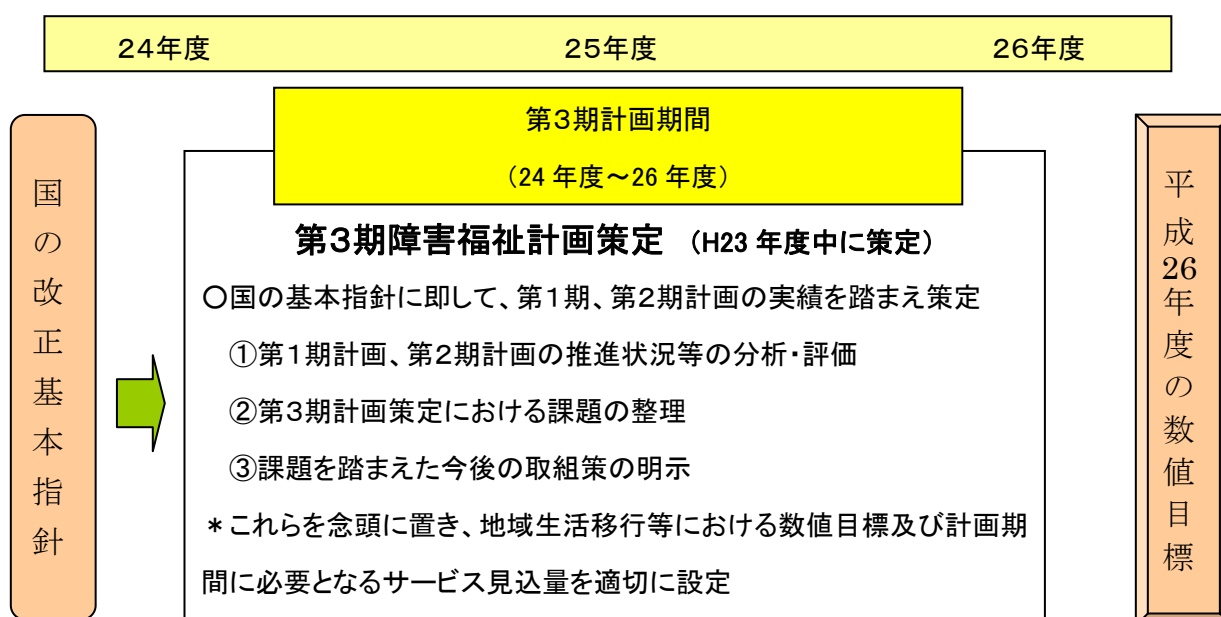 24年度 25年度 26年度
第3期計画期間
(24年度～26年度)
国の改正基本指針
第3期障害福祉計画策定 (H23年度中に策定)
○国の基本指針に即して、第1期、第2期計画の実績を踏まえ策定
①第1期計画、第2期計画の推進状況等の分析・評価
②第3期計画策定における課題の整理
③課題を踏まえた今後の取組策の明示
＊これらを念頭に置き、地域生活移行等における数値目標及び計画期
間に必要となるサービス見込量を適切に設定
平成26年度の数値目標